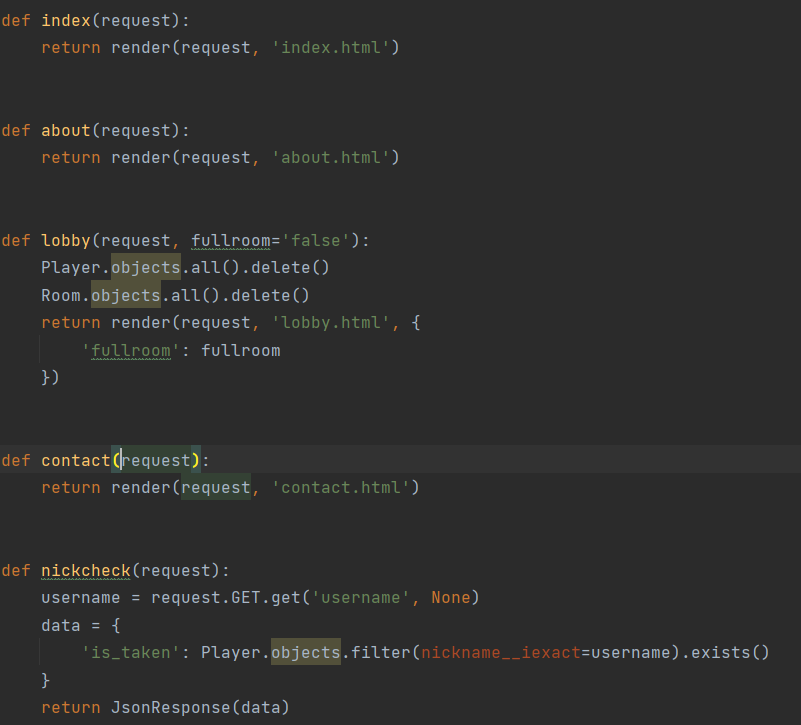 def index(request):
    return render(request, 'index.html')
def about(request):
    return render(request, 'about.html')
def lobby(request, fullroom='false'):
    Player.objects.all().delete()
    Room.objects.all().delete()
    return render(request, 'lobby.html', {
        'fullroom': fullroom
    })
def contact(request):
    return render(request, 'contact.html')
def nickcheck(request):
    username = request.GET.get('username', None)
    data = {
        'is_taken': Player.objects.filter(nickname__iexact=username).exists()
    }
    return JsonResponse(data)